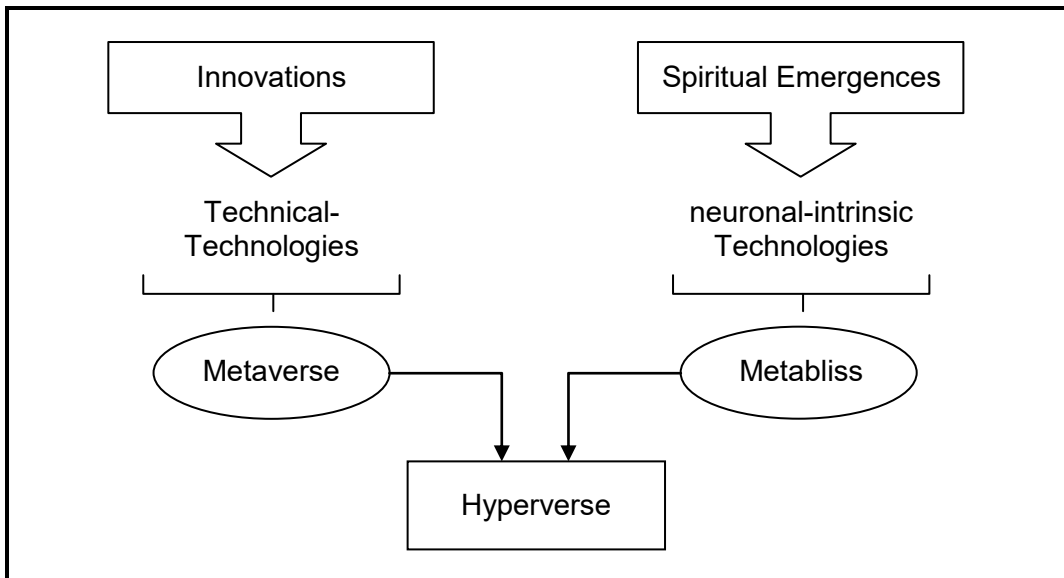 Innovations
Spiritual Emergences
Technical-
Technologies
neuronal-intrinsic
Technologies
Metaverse
Metabliss
Hyperverse